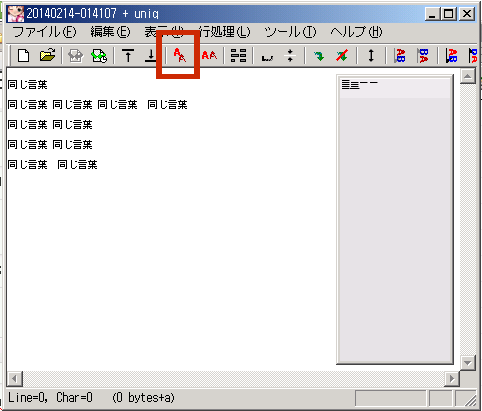 20140214-014107 + uniq
ファイル(F) 編集(E) 表示(V) 行処理(L) ツール(T) ヘルプ(H)
同じ言葉
同じ言葉 同じ言葉 同じ言葉 同じ言葉
同じ言葉 同じ言葉
同じ言葉 同じ言葉
同じ言葉 同じ言葉
Line=0, Char=0 (0 bytes+a)